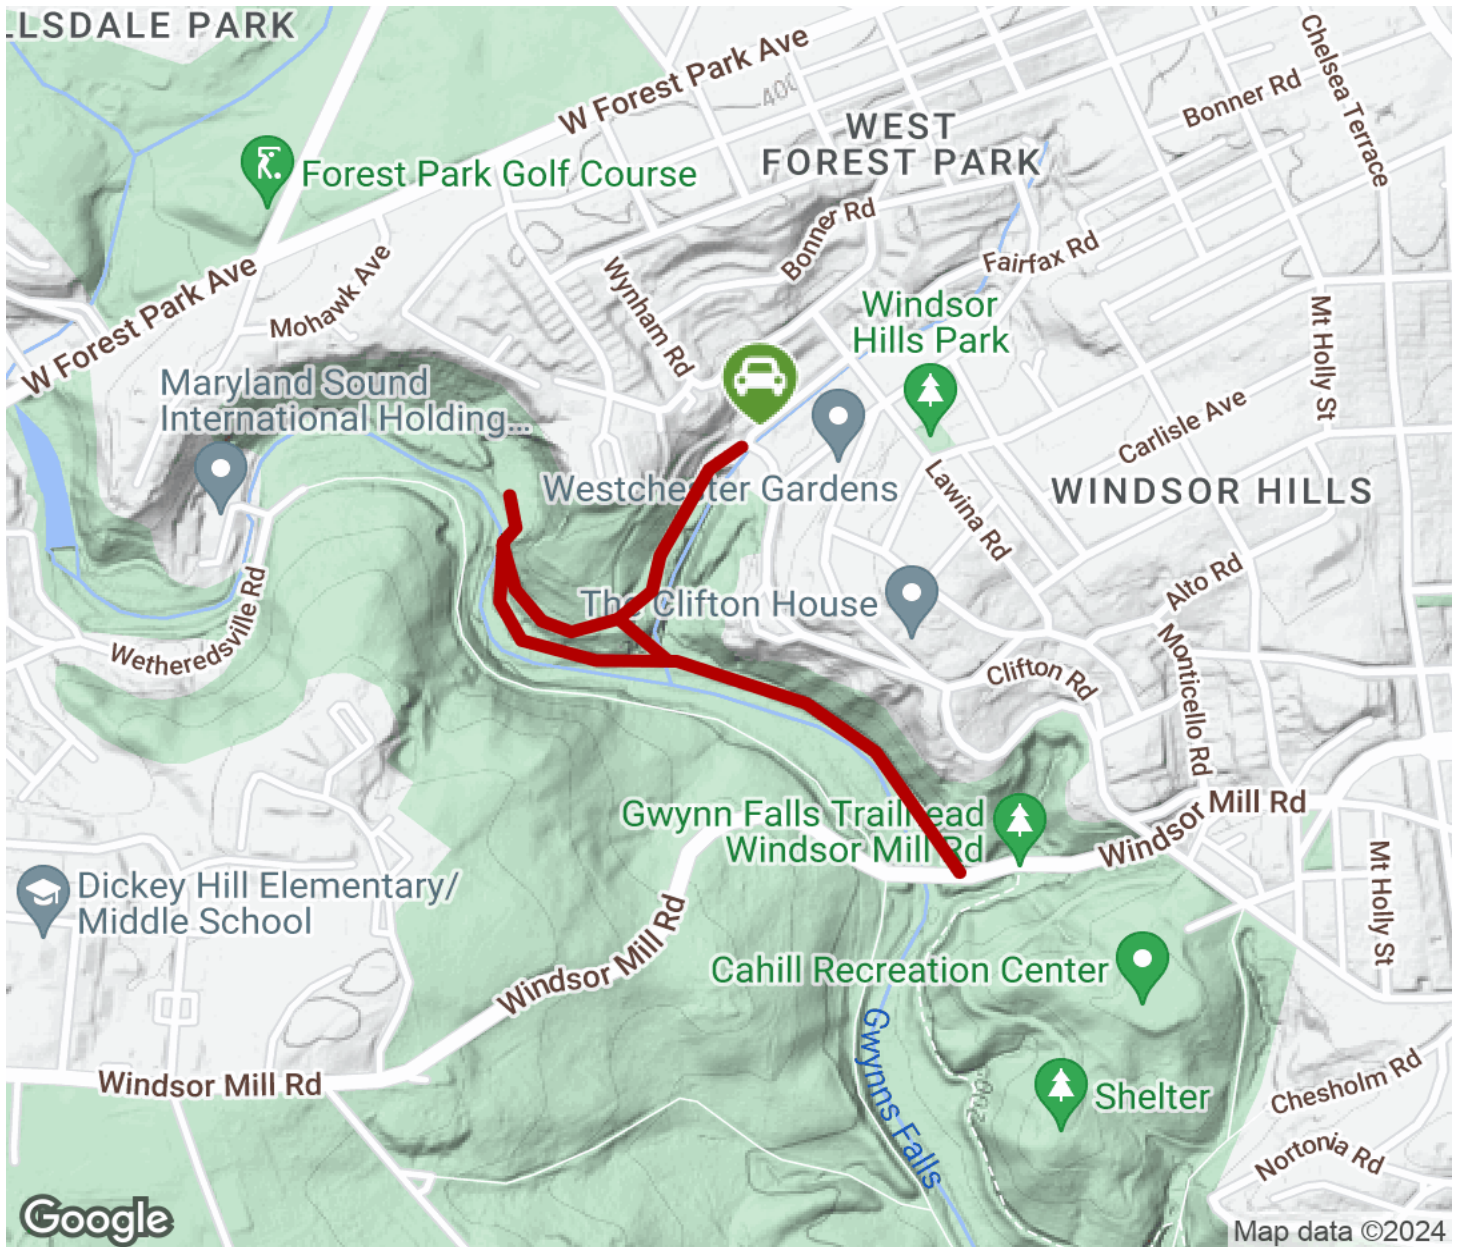 LLSDALE PARK
W Forest Park Ave
400
WEST
FOREST PARK
Bonner Rd
Chelsea Terrace
Forest Park Golf Course
Bonner Rd
Fairfax Rd
W Forest Park Ave
Mohawk Ave
Wynham Rd
Windsor
Hills Park
Mt Holly St
Maryland Sound
International Holding...
Carlisle Ave
Westchester Gardens
Lawina Rd
WINDSOR HILLS
The Clifton House
Alto Rd
Wetheredsville Rd
Clifton Rd
Monticello Rd
Gwynn Falls Trailhead
Windsor Mill Rd
Windsor Mill Rd
Mt Holly St
Dickey Hill Elementary/
Middle School
Windsor Mill Rd
Cahill Recreation Center
Gwynns Falls
Windsor Mill Rd
200
Shelter
Chesholm Rd
Nortonia Rd
Google
Map data ©2024